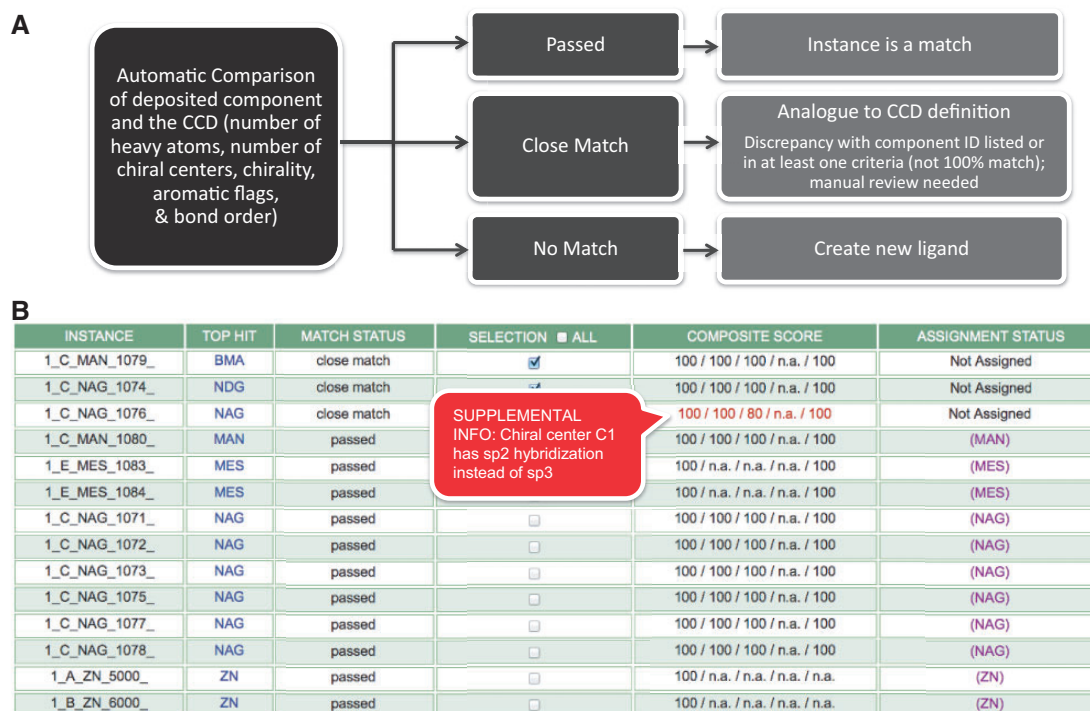 A
Automatic Comparison
of deposited component
and the CCD (number of
heavy atoms, number of
chiral centers, chirality,
aromatic flags,
& bond order)
Passed
Instance is a match
Close Match
Analogue to CCD definition
Discrepancy with component ID listed or
in at least one criteria (not 100% match);
manual review needed
No Match
Create new ligand
B
INSTANCE TOP HIT MATCH STATUS SELECTION ALL COMPOSITE SCORE ASSIGNMENT STATUS
1_C_MAN_1079_ BMA close match 100 / 100 / 100 / n.a. / 100 Not Assigned
1_C_NAG_1074_ NDG close match 100 / 100 / 100 / n.a. / 100 Not Assigned
1_C_NAG_1076_ NAG close match 100 / 100 / 80 / n.a. / 100 Not Assigned
SUPPLEMENTAL
INFO: Chiral center C1
has sp2 hybridization
instead of sp3
1_C_MAN_1080_ MAN passed 100 / 100 / 100 / n.a. / 100 (MAN)
1_E_MES_1083_ MES passed 100 / n.a. / n.a. / n.a. / 100 (MES)
1_E_MES_1084_ MES passed 100 / n.a. / n.a. / n.a. / 100 (MES)
1_C_NAG_1071_ NAG passed 100 / 100 / 100 / n.a. / 100 (NAG)
1_C_NAG_1072_ NAG passed 100 / 100 / 100 / n.a. / 100 (NAG)
1_C_NAG_1073_ NAG passed 100 / 100 / 100 / n.a. / 100 (NAG)
1_C_NAG_1075_ NAG passed 100 / 100 / 100 / n.a. / 100 (NAG)
1_C_NAG_1077_ NAG passed 100 / 100 / 100 / n.a. / 100 (NAG)
1_C_NAG_1078_ NAG passed 100 / 100 / 100 / n.a. / 100 (NAG)
1_A_ZN_5000_ ZN passed 100 / n.a. / n.a. / n.a. / n.a. (ZN)
1_B_ZN_6000_ ZN passed 100 / n.a. / n.a. / n.a. / n.a. (ZN)